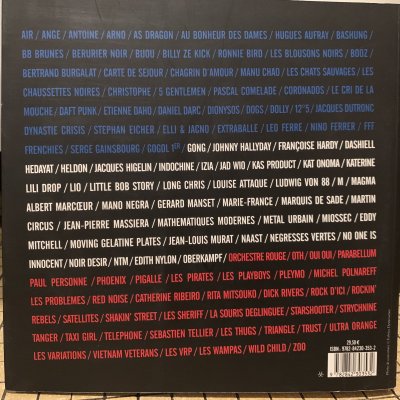 AIR / ANGE / ANTOINE / ARNO / AS DRAGON / AU BONHEUR DES DAMES / HUGUES AUFRAY / BASHUNG /
BB BRUNES / BERURIER NOIR / BIJOU / BILLY ZE KICK / RONNIE BIRD / LES BLOUSONS NOIRS / BOOZ /
BERTRAND BURGALAT / CARTE DE SEJOUR / CHAGRIN D'AMOUR / MANU CHAO / LES CHATS SAUVAGES / LES
CHAUSSETTES NOIRES / CHRISTOPHE / 5 GENTLEMEN / PASCAL COMELADE / CORONADOS / LE CRI DE LA
MOUCHE / DAFT PUNK / ETIENNE DAHO / DANIEL DARC / DIONYSOS / DOGS / DOLLY / 12°5 / JACQUES DUTRONC
DYNASTIE CRISIS / STEPHAN EICHER / ELLI & JACNO / EXTRABALLE / LEO FERRE / NINO FERRER / FFF
FRENCHIES / SERGE GAINSBOURG / GOGOL 1ER / GONG / JOHNNY HALLYDAY / FRANÇOISE HARDY / DASHIELL
HEDAYAT / HELDON / JACQUES HIGELIN / INDOCHINE / IZIA / JAD WIO / KAS PRODUCT / KAT ONOMA / KATERINE
LILI DROP / LIO / LITTLE BOB STORY / LONG CHRIS / LOUISE ATTAQUE / LUDWIG VON 88 / M / MAGMA
ALBERT MARCŒUR / MANO NEGRA / GERARD MANSET / MARIE-FRANCE / MARQUIS DE SADE / MARTIN
CIRCUS / JEAN-PIERRE MASSIERA / MATHEMATIQUES MODERNES / METAL URBAIN / MIOSSEC / EDDY
MITCHELL / MOVING GELATINE PLATES / JEAN-LOUIS MURAT / NAAST / NEGRESSES VERTES / NO ONE IS
INNOCENT / NOIR DESIR / NTM / EDITH NYLON / OBERKAMPF / ORCHESTRE ROUGE / OTH / OUI OUI / PARABELLUM
PAUL PERSONNE / PHOENIX / PIGALLE / LES PIRATES / LES PLAYBOYS / PLEYMO / MICHEL POLNAREFF
LES PROBLEMES / RED NOISE / CATHERINE RIBEIRO / RITA MITSOUKO / DICK RIVERS / ROCK D'ICI / ROCKIN'
REBELS / SATELLITES / SHAKIN' STREET / LES SHERIFF / LA SOURIS DEGLINGUEE / STARSHOOTER / STRYCHNINE
TANGER / TAXI GIRL / TELEPHONE / SEBASTIEN TELLIER / LES THUGS / TRIANGLE / TRUST / ULTRA ORANGE
LES VARIATIONS / VIETNAM VETERANS / LES VRP / LES WAMPAS / WILD CHILD / ZOO
29,50 €
ISBN : 9782-84230-353-2